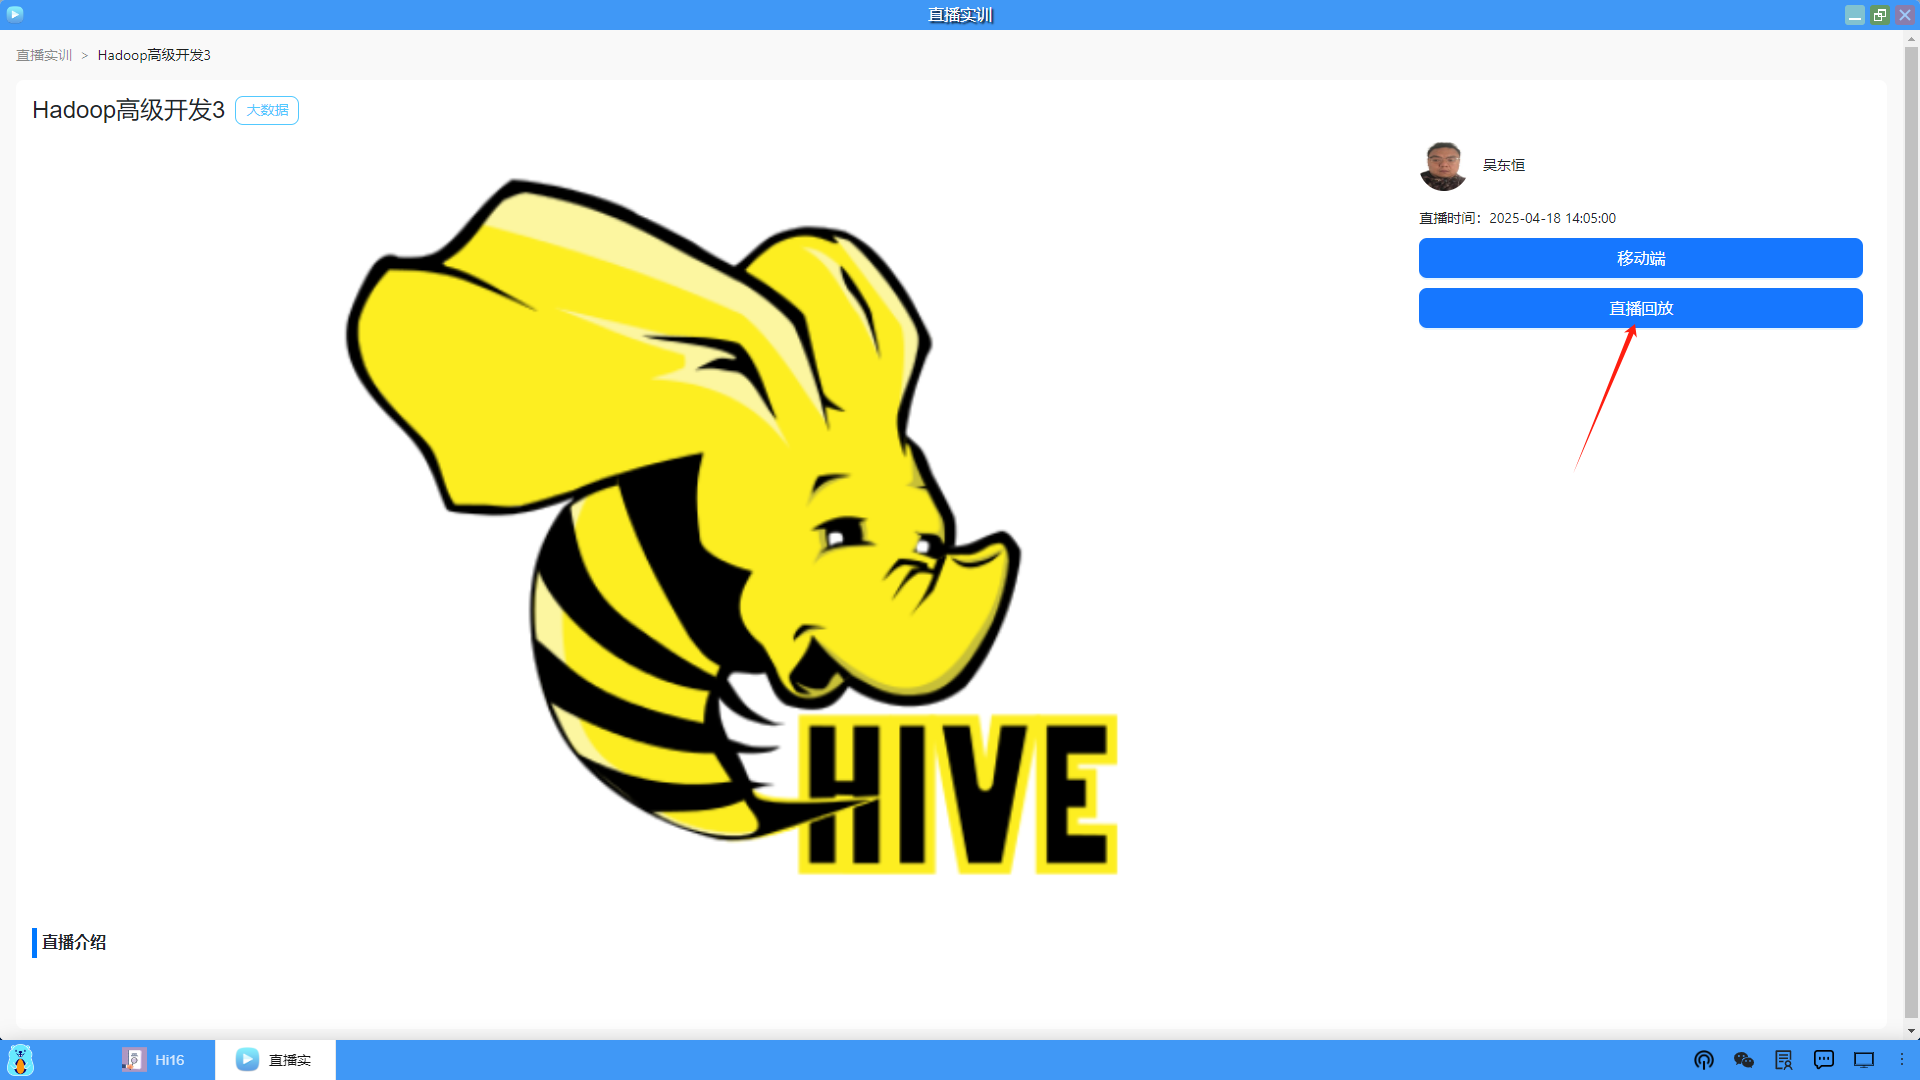 直播实训
直播实训 > Hadoop高级开发3
Hadoop高级开发3 大数据
吴东恒
直播时间：2025-04-18 14:05:00
移动端
直播回放
HIVE
直播介绍
Hi16 直播实